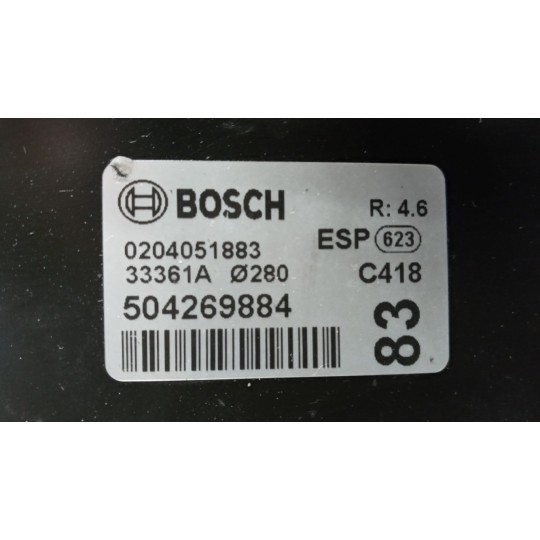 BOSCH R: 4.6
0204051883 ESP 623
33361A Ø280 C418
504269884
83